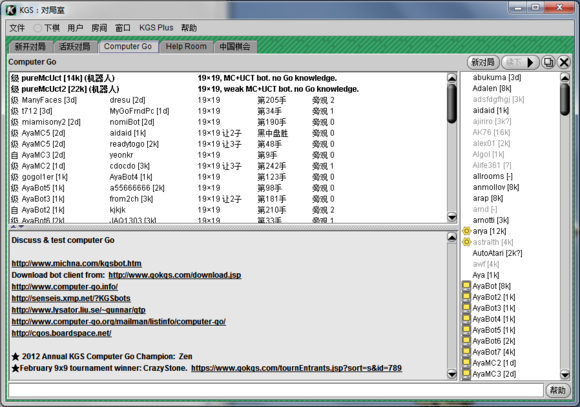 KGS : 对局室
文件 下棋 用户 房间 窗口 KGS Plus 帮助
新开对局 活跃对局 Computer Go Help Room 中国棋会
Computer Go 新对局 续下
级 pureMcUct [14k] (机器人) 19×19, MC+UCT bot. no Go knowledge.
级 pureMct2 [22k] (机器人) 19×19, weak MC+UCT bot. no Go knowledge.
级 ManyFaces [3d] dresu [2d] 19×19 第205手 旁观 2
级 t712 [3d] MyGoFmdPc [1d] 19×19 第34手 旁观 1
级 miamisony2 [2d] nomiBot [2d] 19×19 第190手 旁观 0
级 AyaMC5 [2d] aidaid [1k] 19×19 让2子 黑中盘胜 旁观 0
级 AyaMC5 [2d] readytogo [2k] 19×19 让3子 第48手 旁观 0
自 AyaMC3 [2d] yeonkr 19×19 第9手 旁观 0
级 AyaMC2 [1d] cdocdo [3k] 19×19 让3子 第242手 旁观 1
级 gogol1er [1k] AyaBot4 [1k] 19×19 第123手 旁观 0
级 AyaBot5 [1k] a55666666 [2k] 19×19 第98手 旁观 0
级 AyaBot3 [1k] from2ch [3k] 19×19 让2子 第181手 旁观 0
自 AyaBot2 [1k] kjkjk 19×19 第210手 旁观 0
级 AyaBot6 [2k] JAO1303 [3k] 19×19 第33手 旁观 1
Discuss & test computer Go
http://www.michna.com/kgsbot.htm
Download bot client from: http://www.gokgs.com/download.jsp
http://www.computer-go.info/
http://senseis.xmp.net/?KGSbots
http://www.lysator.liu.se/~gunnar/gtp
http://www.computer-go.org/mailman/listinfo/computer-go/
http://cgos.boardspace.net/
★ 2012 Annual KGS Computer Go Champion: Zen
★February 9x9 tournament winner: CrazyStone. https://www.gokgs.com/tournEntrants.jsp?sort=s&id=789
abukuma [3d]
Adalen [8k]
adsfdgfhgj [3k]
aidaid [1k]
ajiriro [3k?]
AK76 [16k]
alex01 [2k]
Algol [1k]
Alife361 [?]
allrooms [-]
anmollov [8k]
arap [8k]
arnd [-]
arnotti [3k]
arya [12k]
astralth [4k]
AutoAtari [2k?]
awf [4k]
Aya [1k]
AyaBot [8k]
AyaBot2 [1k]
AyaBot3 [1k]
AyaBot4 [1k]
AyaBot5 [1k]
AyaBot6 [2k]
AyaBot7 [4k]
AyaMC2 [1d]
AyaMC3 [2d]
帮助